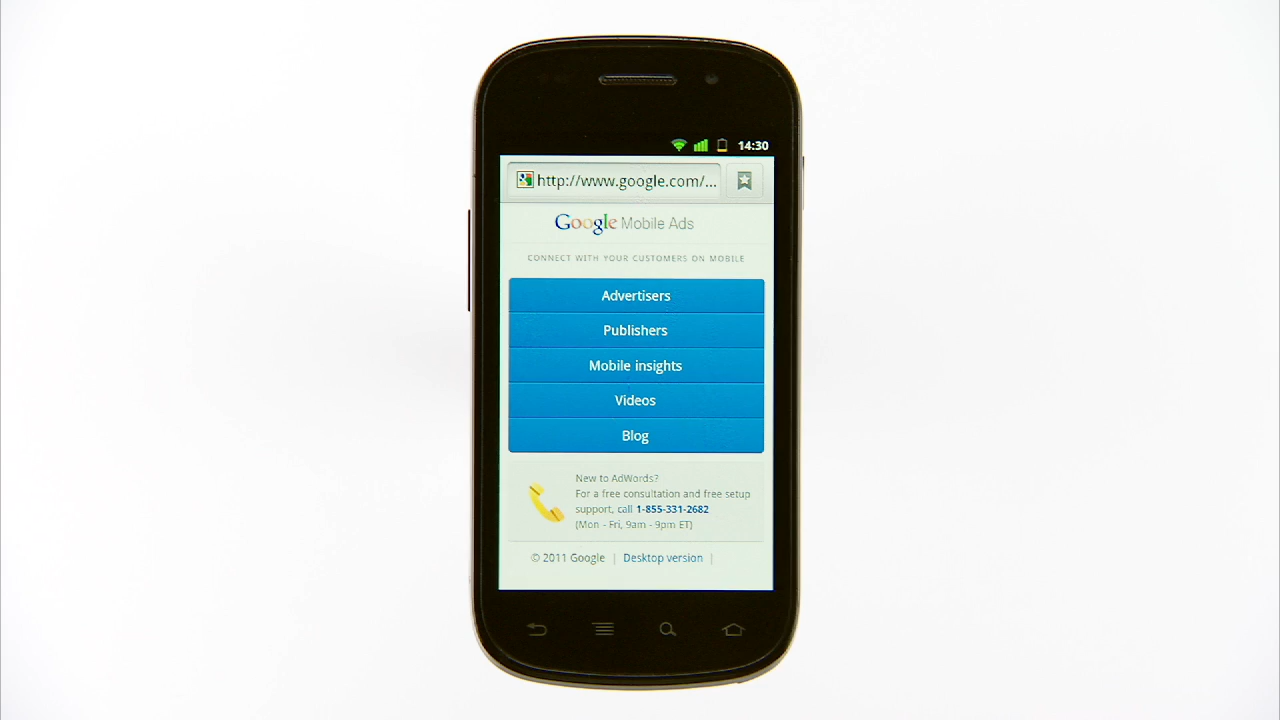 14:30
http://www.google.com/...
Google Mobile Ads
CONNECT WITH YOUR CUSTOMERS ON MOBILE
Advertisers
Publishers
Mobile insights
Videos
Blog
New to AdWords?
For a free consultation and free setup
support, call 1-855-331-2682
(Mon - Fri, 9am - 9pm ET)
© 2011 Google | Desktop version |